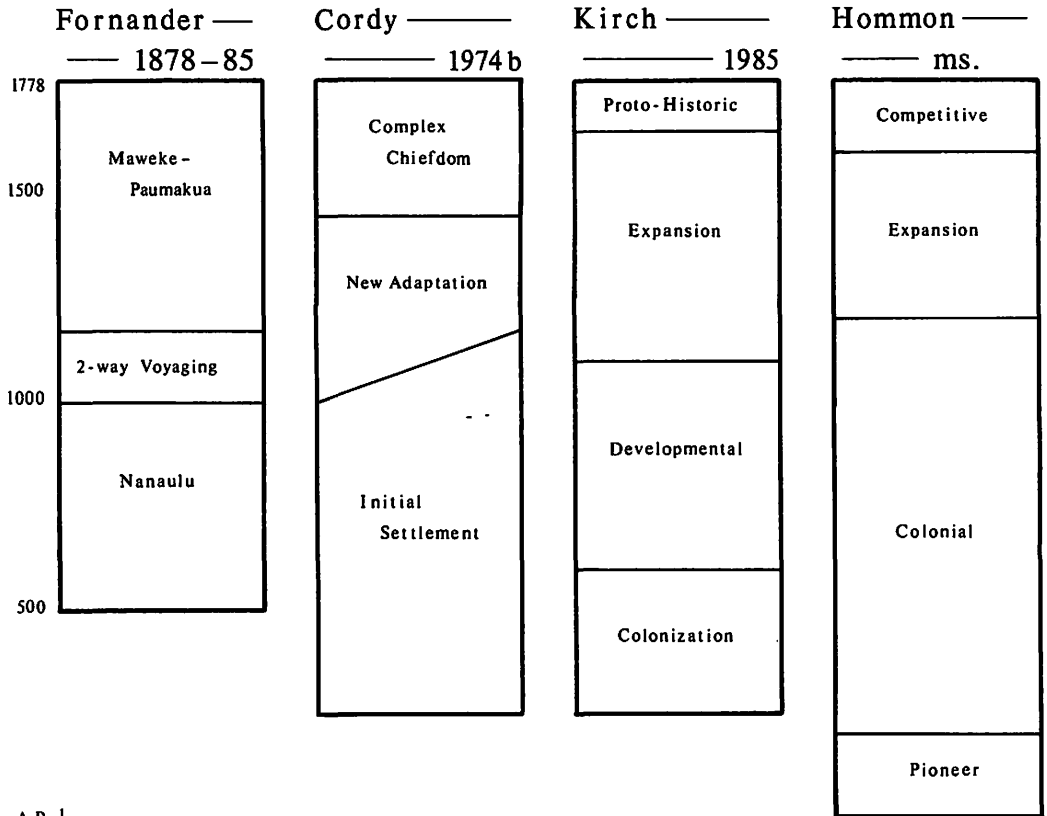 Fornander
1878–85
Cordy
1974b
Kirch
1985
Hommon
ms.
1778
1500
1000
500
Maweke-
Paumakua
2-way Voyaging
Nanaulu
Complex
Chiefdom
New Adaptation
Initial
Settlement
Proto-Historic
Expansion
Developmental
Colonization
Competitive
Expansion
Colonial
Pioneer